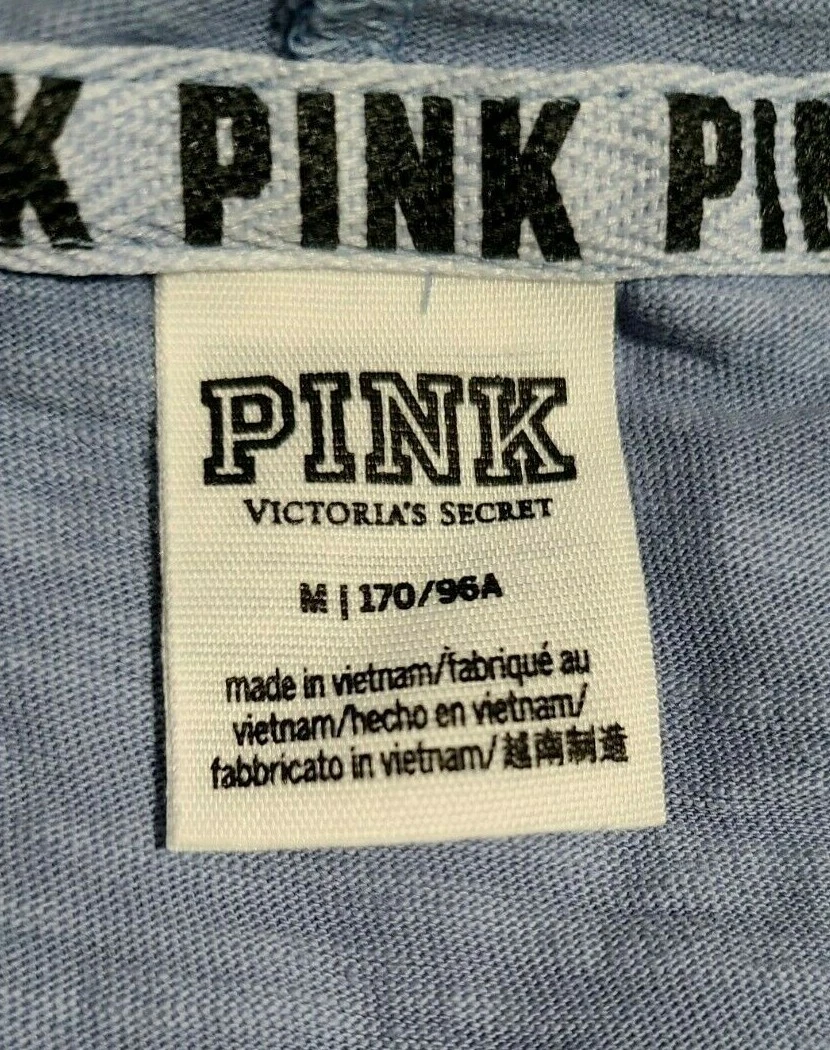 K PINK PIN
PINK
VICTORIA'S SECRET
M | 170/96A
made in vietnam/fabriqué au
vietnam/hecho en vietnam/
fabbricato in vietnam/越南制造